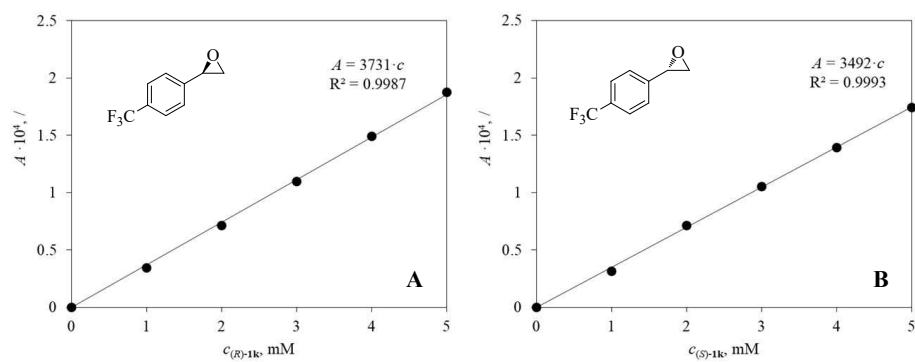 2.5
2
1.5
1
0.5
0
A · 10⁴, /
O
F₃C
A = 3731·c
R² = 0.9987
A
0 1 2 3 4 5
c(R)-1k, mM
2.5
2
1.5
1
0.5
0
A · 10⁴, /
O
F₃C
A = 3492·c
R² = 0.9993
B
0 1 2 3 4 5
c(S)-1k, mM